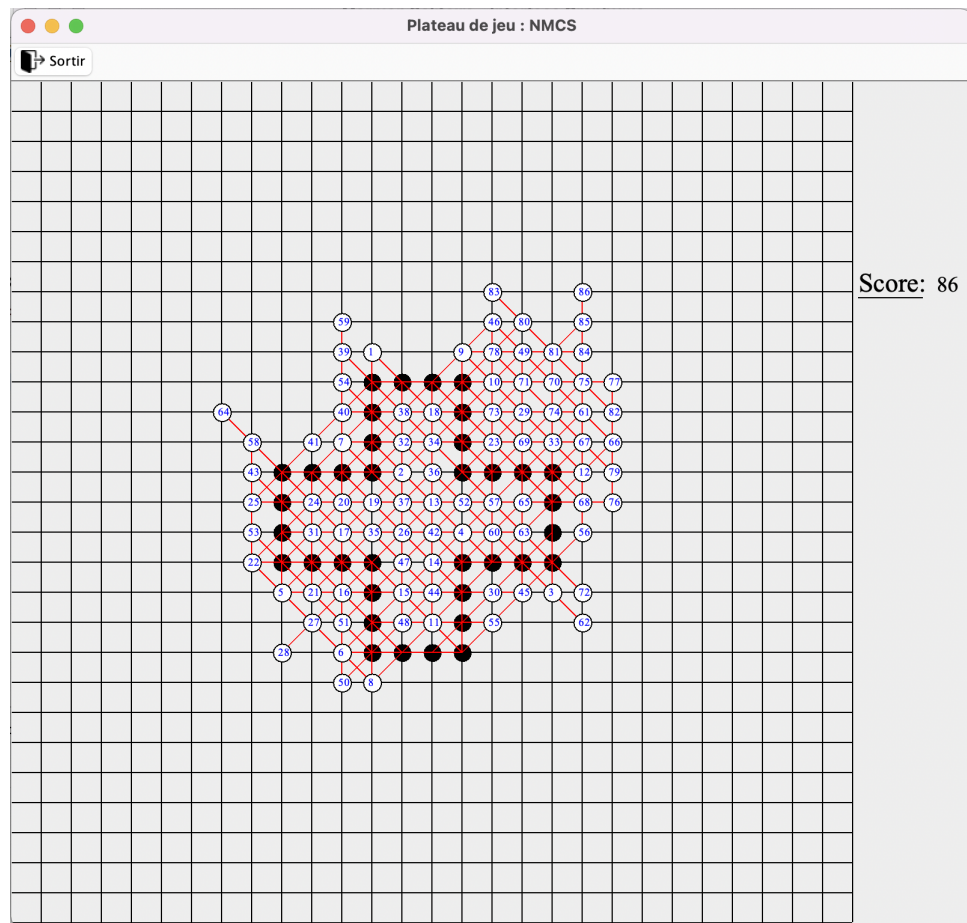 Plateau de jeu : NMCS
Sortir
83 86
Score: 86
59 46 80 85
39 1 9 78 49 81 84
54 10 71 70 75 77
64 40 38 18 73 29 74 61 82
58 41 7 32 34 23 69 33 67 66
43 2 36 12 79
25 24 20 19 37 13 52 57 65 68 76
53 31 17 35 26 42 4 60 63 56
22 47 14
5 21 16 15 44 30 45 3 72
27 51 48 11 55 62
28 6
50 8